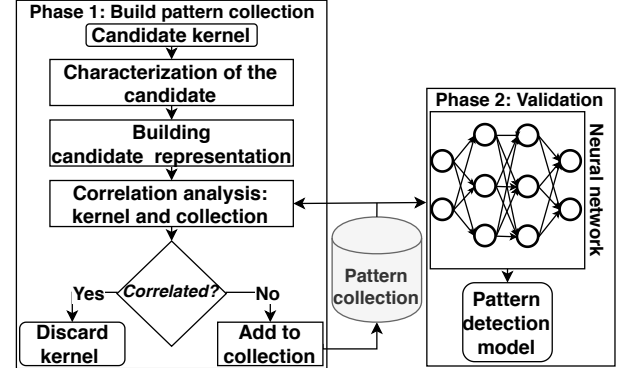 Phase 1: Build pattern collection
Candidate kernel
Characterization of the
candidate
Building
candidate representation
Correlation analysis:
kernel and collection
Correlated?
Yes
No
Discard
kernel
Add to
collection
Pattern
collection
Phase 2: Validation
Neural network
Pattern
detection
model